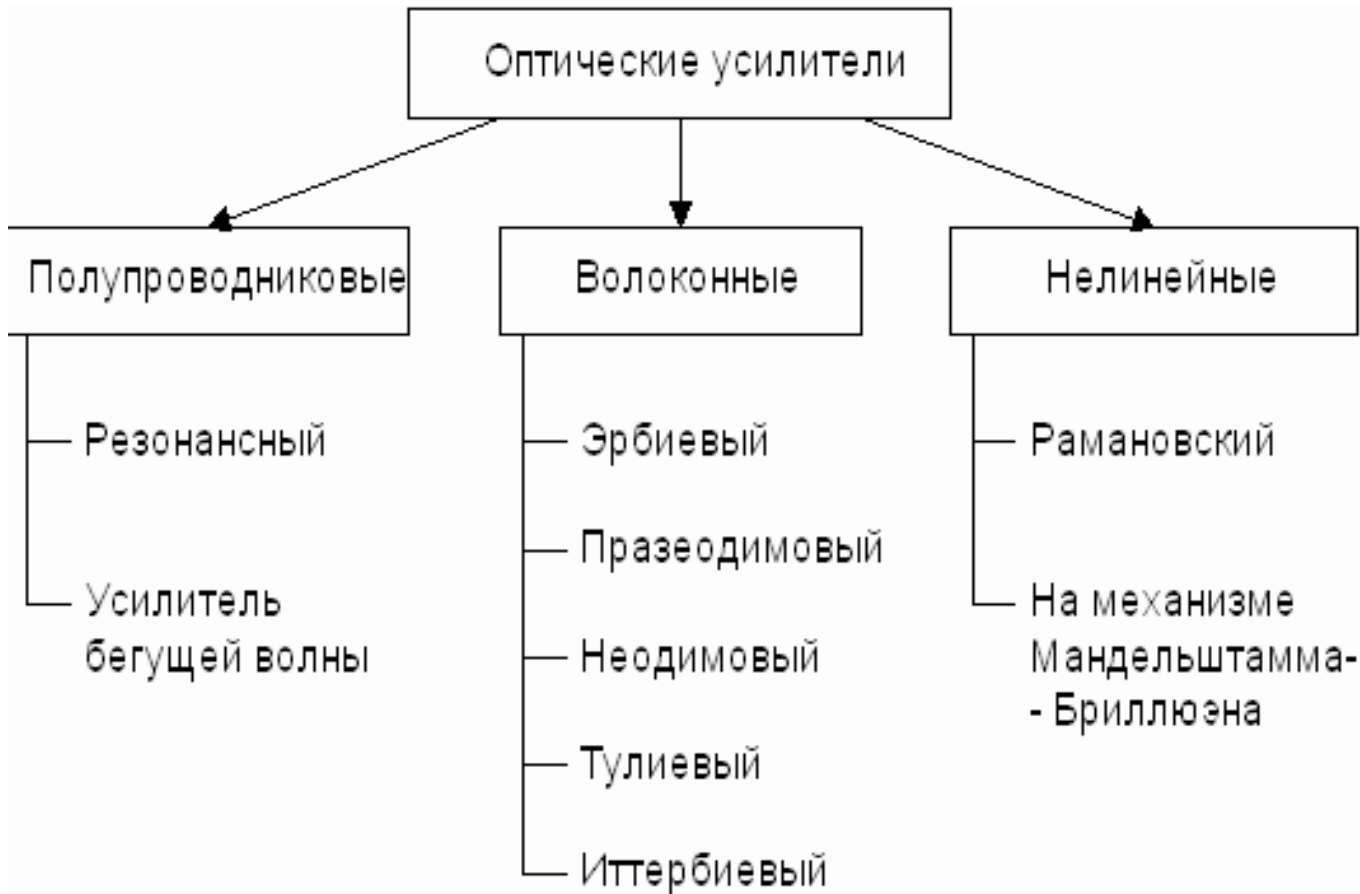 Оптические усилители
Полупроводниковые
Резонансный
Усилитель
бегущей волны
Волоконные
Эрбиевый
Празеодимовый
Неодимовый
Тулиевый
Иттербиевый
Нелинейные
Рамановский
На механизме
Мандельштамма-
- Бриллюэна